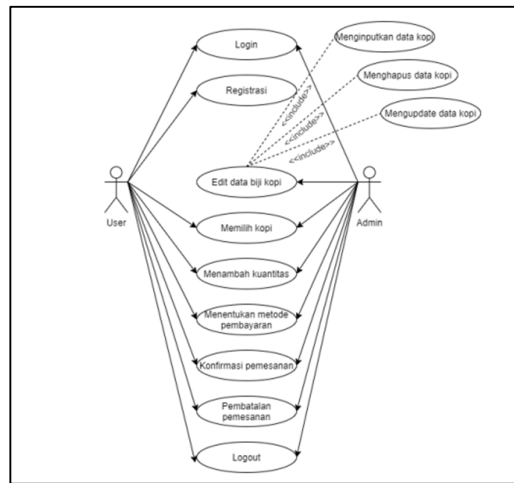 Login
Menginputkan data kopi
Registrasi
Menghapus data kopi
Mengupdate data kopi
<<include>>
<<include>>
<<include>>
Edit data biji kopi
User
Admin
Memilih kopi
Menambah kuantitas
Menentukan metode
pembayaran
Konfirmasi pemesanan
Pembatalan
pemesanan
Logout